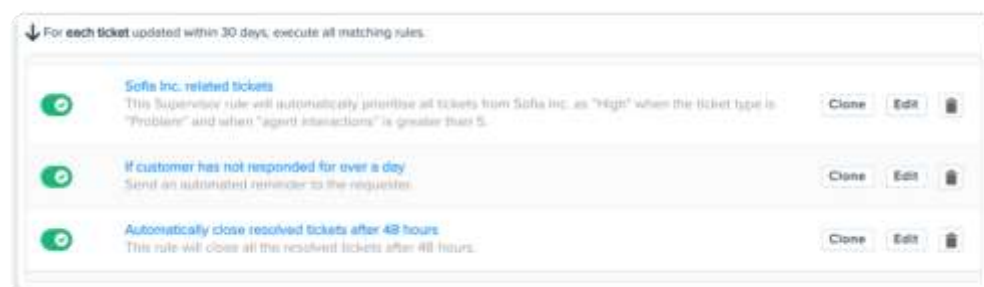 For each ticket updated within 30 days, execute all matching rules.
Sofia Inc. related tickets
This Supervisor rule will automatically prioritise all tickets from Sofia Inc. as "High" when the ticket type is
"Problem" and when "agent interactions" is greater than 5.
Clone Edit
If customer has not responded for over a day
Send an automated reminder to the requester.
Clone Edit
Automatically close resolved tickets after 48 hours
This rule will close all the resolved tickets after 48 hours.
Clone Edit